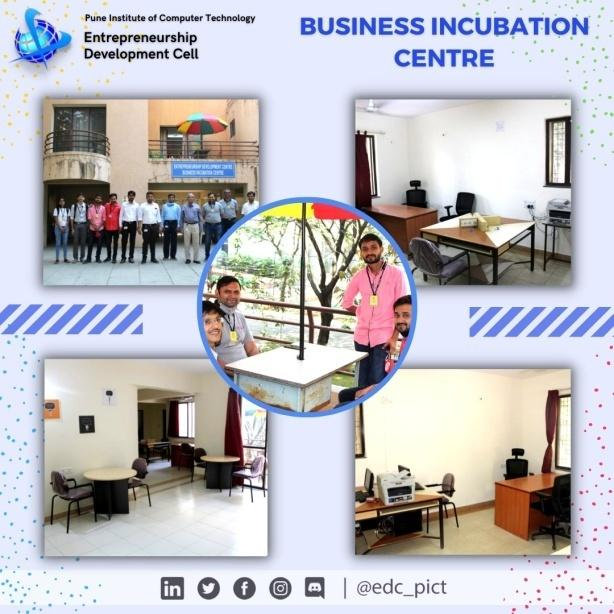 Pune Institute of Computer Technology
Entrepreneurship
Development Cell
BUSINESS INCUBATION
CENTRE
ENTREPRENEURSHIP DEVELOPMENT CENTRE
BUSINESS INCUBATION CENTRE
@edc_pict